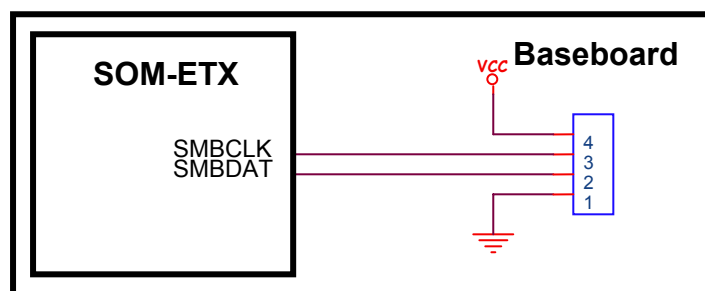 SOM-ETX
VCC
Baseboard
SMBCLK
SMBDAT
4
3
2
1